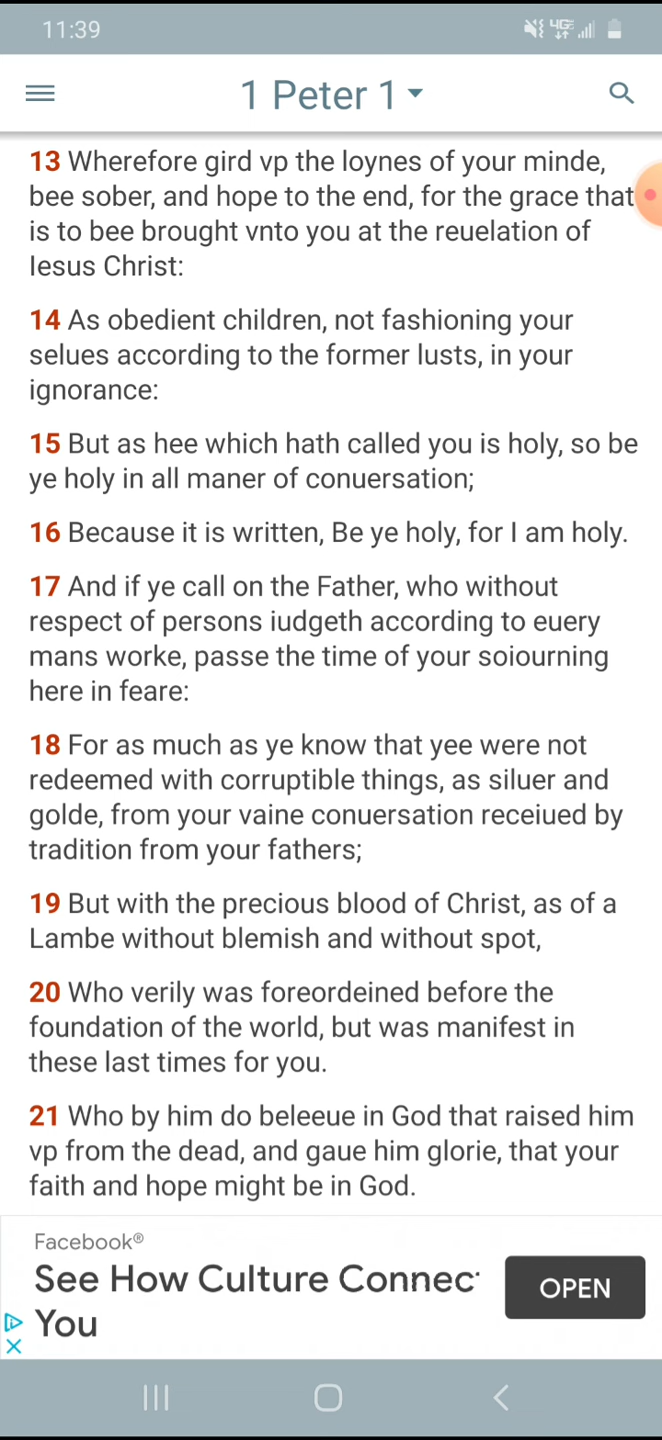 11:39
4GE
1 Peter 1
13 Wherefore gird vp the loynes of your minde,
bee sober, and hope to the end, for the grace that
is to bee brought vnto you at the reuelation of
Iesus Christ:
14 As obedient children, not fashioning your
selues according to the former lusts, in your
ignorance:
15 But as hee which hath called you is holy, so be
ye holy in all maner of conuersation;
16 Because it is written, Be ye holy, for I am holy.
17 And if ye call on the Father, who without
respect of persons iudgeth according to euery
mans worke, passe the time of your soiourning
here in feare:
18 For as much as ye know that yee were not
redeemed with corruptible things, as siluer and
golde, from your vaine conuersation receiued by
tradition from your fathers;
19 But with the precious blood of Christ, as of a
Lambe without blemish and without spot,
20 Who verily was foreordeined before the
foundation of the world, but was manifest in
these last times for you.
21 Who by him do beleeue in God that raised him
vp from the dead, and gaue him glorie, that your
faith and hope might be in God.
Facebook®
See How Culture Connec
You
OPEN